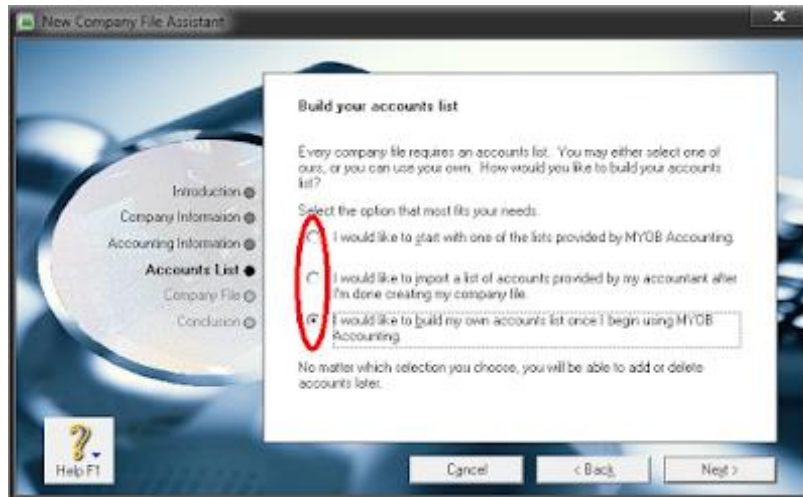 New Company File Assistant
Build your accounts list
Every company file requires an accounts list. You may either select one of
ours, or you can use your own. How would you like to build your accounts
list?
Select the option that most fits your needs.
I would like to start with one of the lists provided by MYOB Accounting.
I would like to import a list of accounts provided by my accountant after
I'm done creating my company file.
I would like to build my own accounts list once I begin using MYOB
Accounting.
No matter which selection you choose, you will be able to add or delete
accounts later.
Introduction
Company Information
Accounting Information
Accounts List
Company File
Conclusion
Help F1
Cancel
< Back
Next >